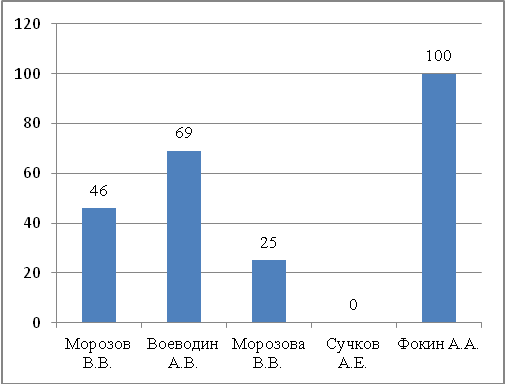 120
100
80
60
40
20
0
46
69
25
0
100
Морозов
В.В.
Воеводин
А.В.
Морозова
В.В.
Сучков
А.Е.
Фокин А.А.